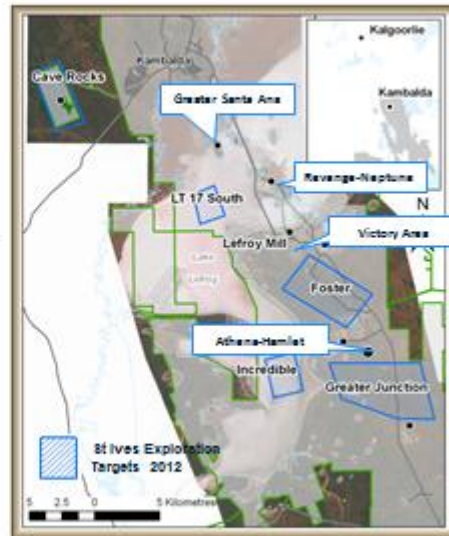 Kalgoorlie
Kambalda
Kambalda
Cave Rocks
Greater Santa Ana
Revenge-Neptune
LT 17 South
N
Victory Area
Lefroy Mill
Lake
Lefroy
Foster
Athena-Hamlet
Incredible
Greater Junction
St Ives Exploration
Targets 2012
5 2.5 0 5 Kilometres